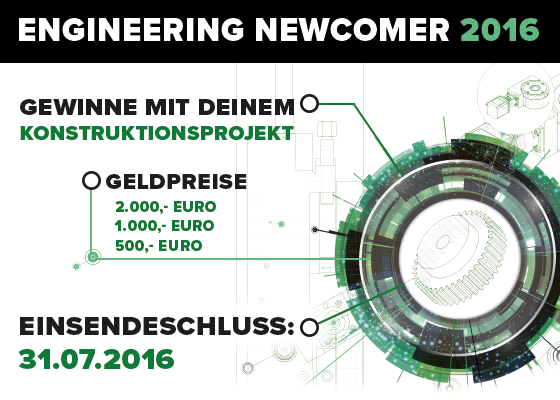 ENGINEERING NEWCOMER 2016
GEWINNE MIT DEINEM
KONSTRUKTIONSPROJEKT
GELDPREISE
2.000,- EURO
1.000,- EURO
500,- EURO
EINSENDESCHLUSS:
31.07.2016